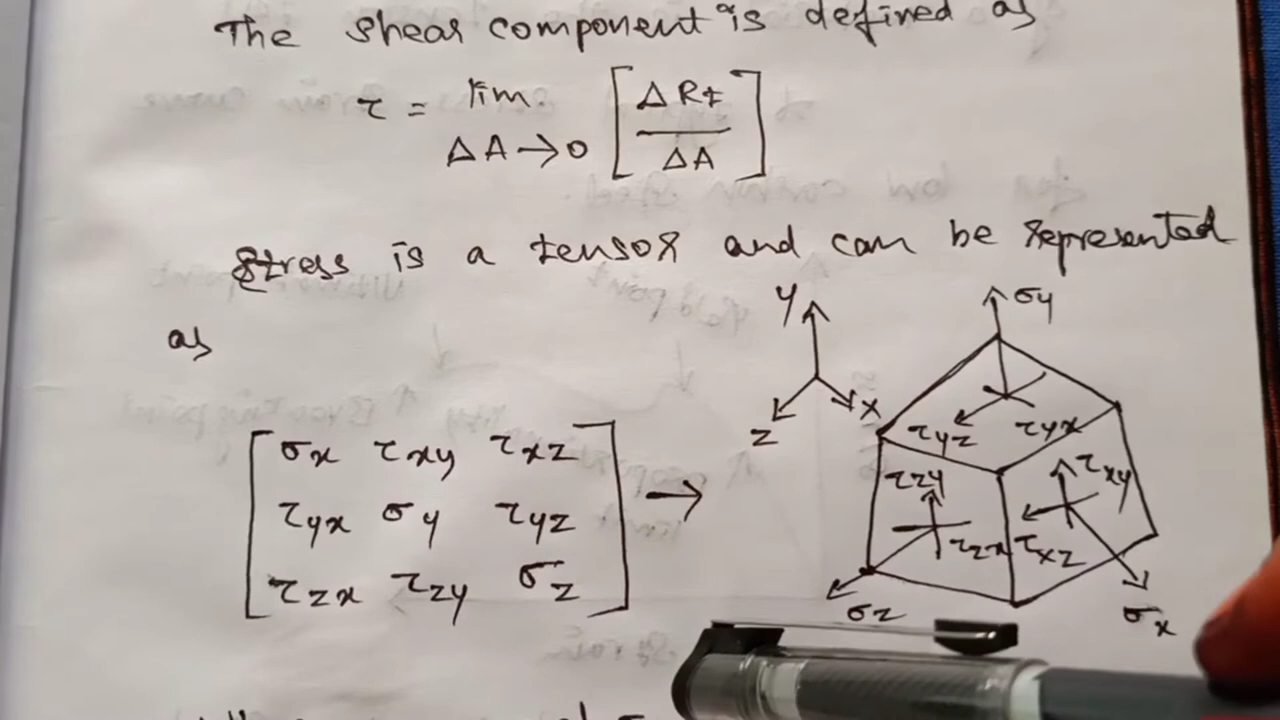 The shear component is defined as
τ = lim. ΔA→0 [ΔRt / ΔA]
Stress is a tensor and can be represented
as
[σx τxy τxz
τyx σy τyz
τzx τzy σz] →
Y
X
Z
σy
τyz τyx
τzy τxy
τzx τxz
σz σx